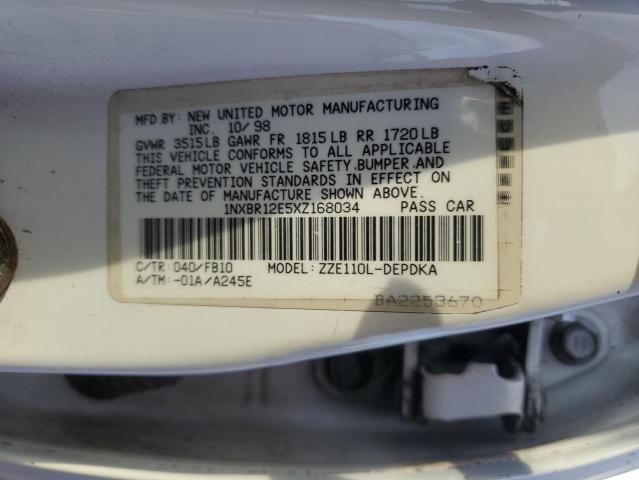 MFD.BY: NEW UNITED MOTOR MANUFACTURING
INC. 10/98
GVWR 3515LB GAWR FR 1815LB RR 1720LB
THIS VEHICLE CONFORMS TO ALL APPLICABLE
FEDERAL MOTOR VEHICLE SAFETY,BUMPER,AND
THEFT PREVENTION STANDARDS IN EFFECT ON
THE DATE OF MANUFACTURE SHOWN ABOVE.
1NXBR12E5XZ168034 PASS CAR
C/TR:040/FB10 MODEL: ZZE110L-DEPDKA
A/TM:-01A/A245E
BA2253670